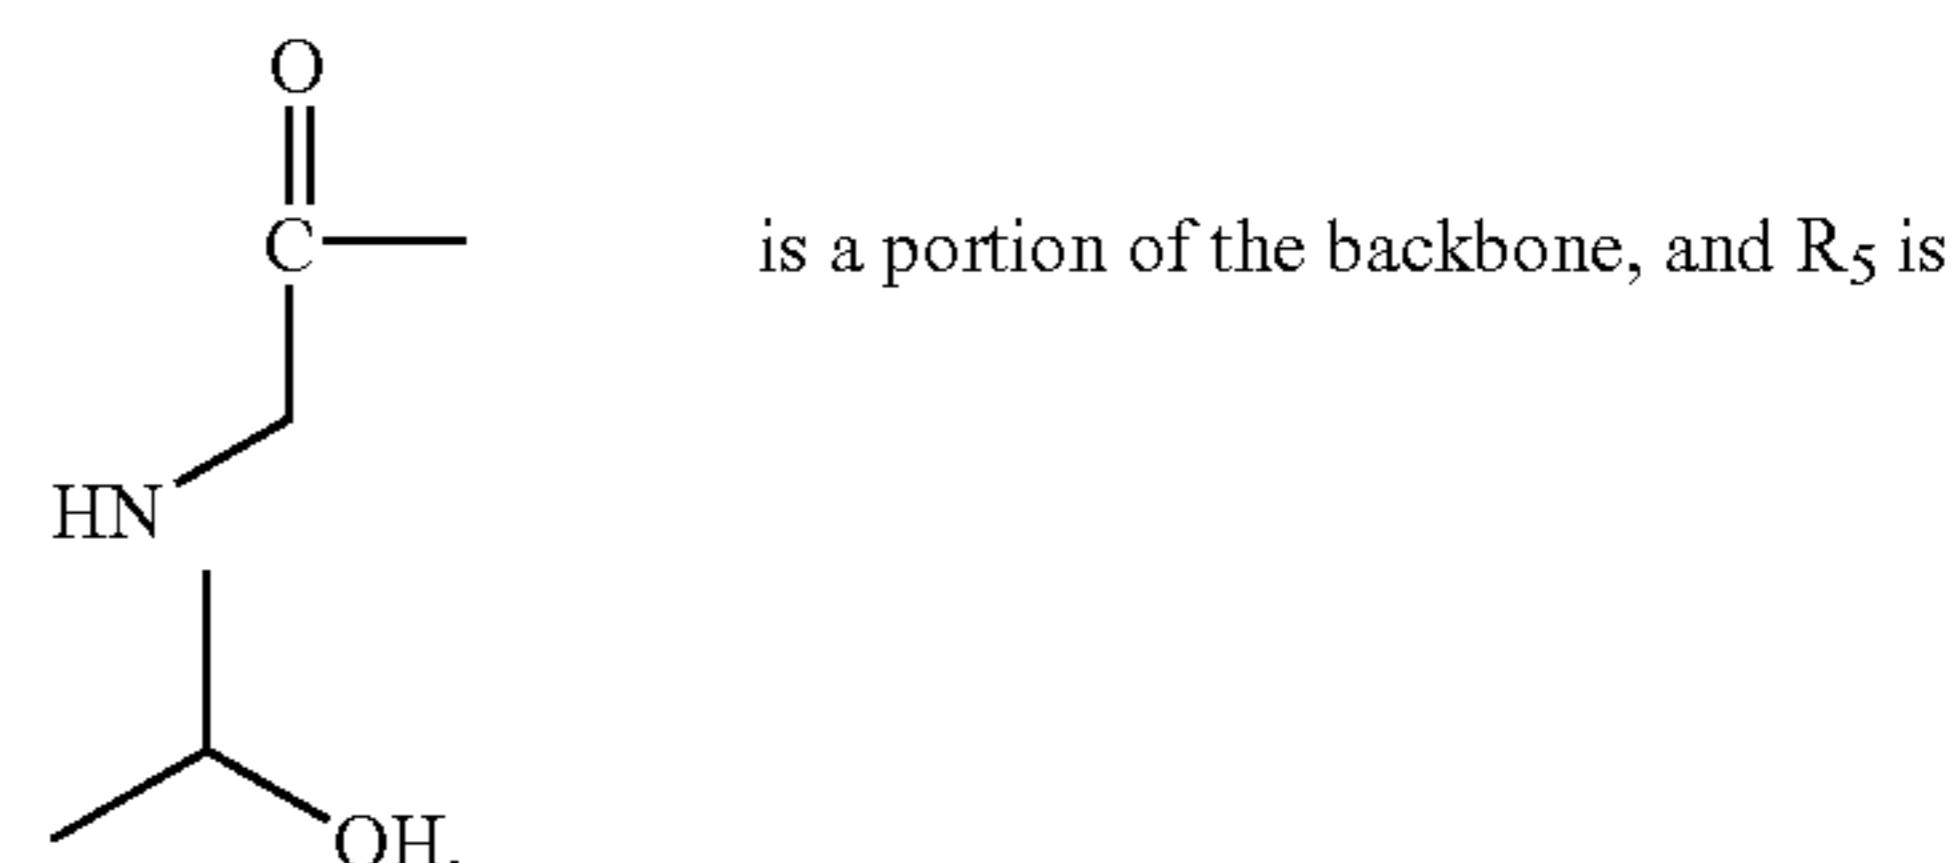 O
C is a portion of the backbone, and R5 is
HN
OH.